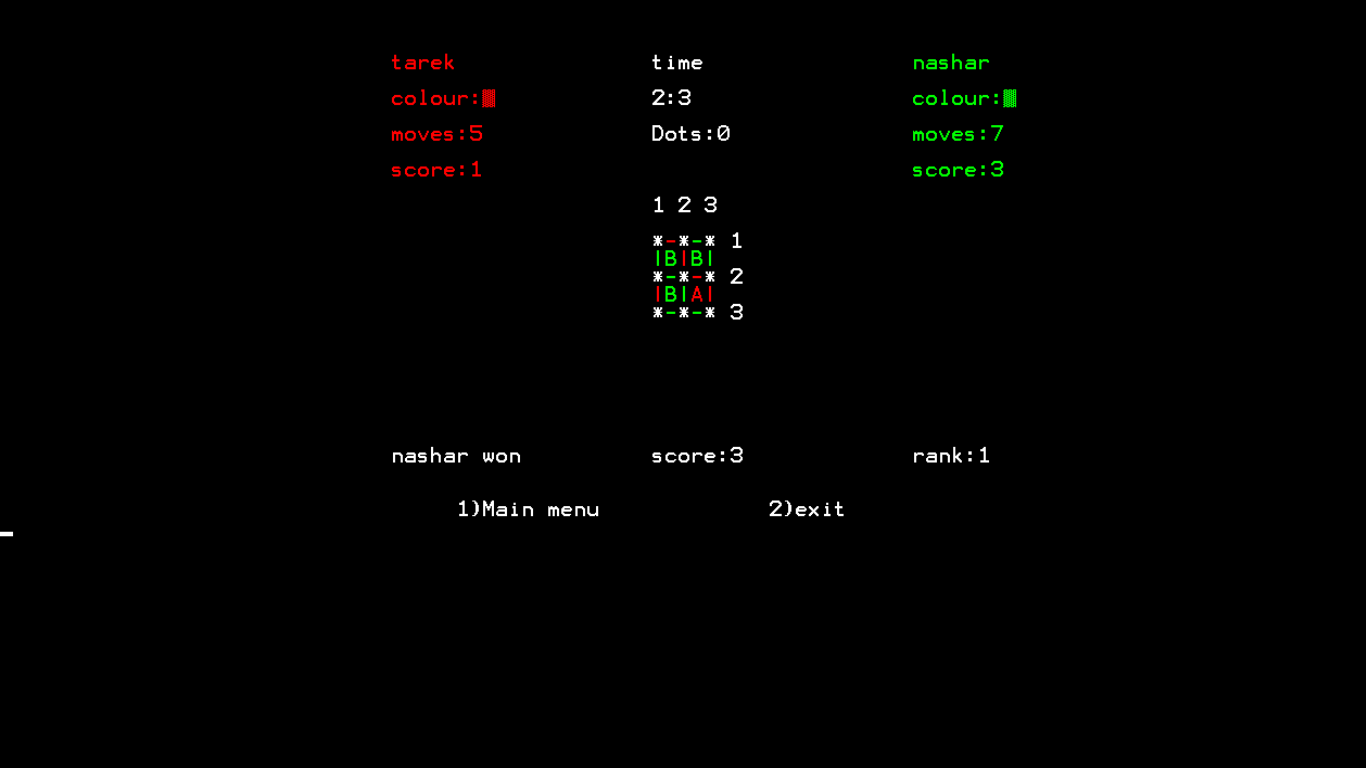 tarek time nashar
colour:▓ 2:3 colour:▓
moves:5 Dots:0 moves:7
score:1 score:3
1 2 3
*-*-* 1
|B|B|
*-*-* 2
|B|A|
*-*-* 3
nashar won score:3 rank:1
1)Main menu 2)exit